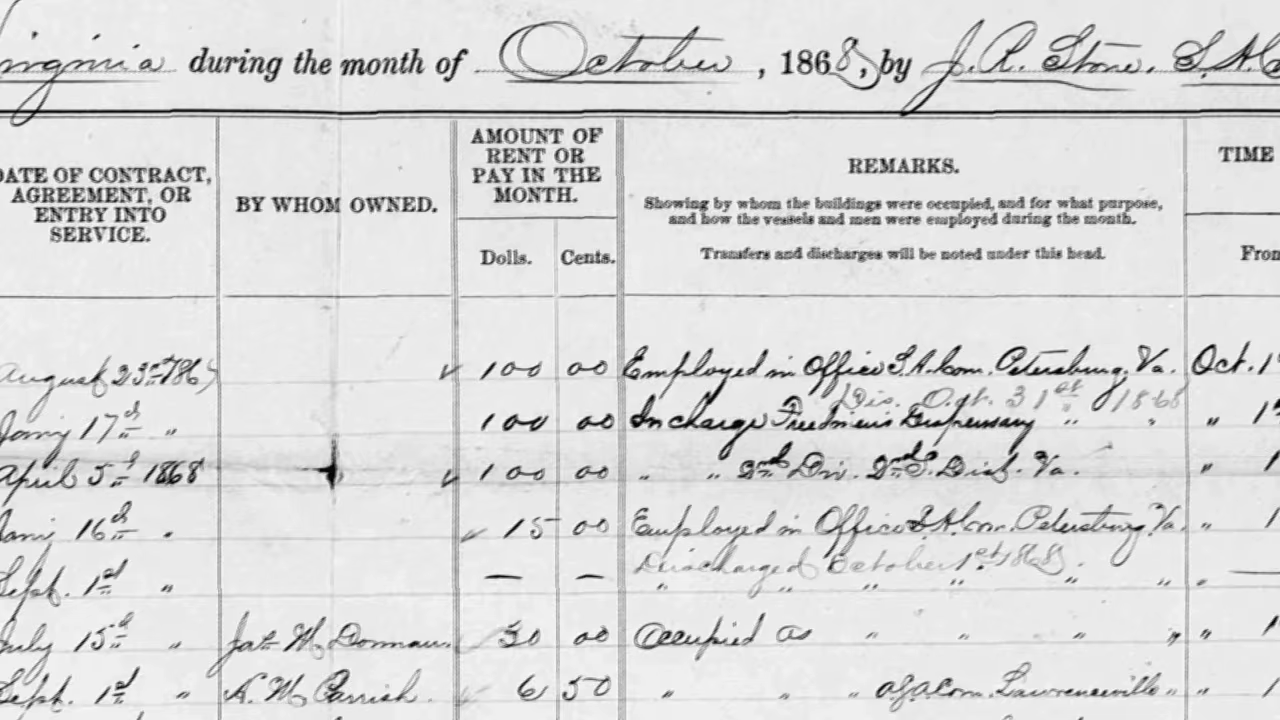 Virginia during the month of October, 1868, by J. R. Stone. S. A. C
DATE OF CONTRACT, AGREEMENT, OR ENTRY INTO SERVICE.
BY WHOM OWNED.
AMOUNT OF RENT OR PAY IN THE MONTH.
Dolls. Cents.
REMARKS.
Showing by whom the buildings were occupied, and for what purpose,
and how the vessels and men were employed during the month.
Transfers and discharges will be noted under this head.
TIME
From
August 23rd 1867 100 00 Employed in Office S. A. Com. Petersburg, Va. Oct. 1st
Dis. Oct. 31st 1868
Jan'y 17th " 100 00 In charge Freedmen's Dispensary " " " 1st
April 5th 1868 100 00 " " 2nd Div. 2nd S. Dist. Va. " 1
Jan'y 16th " 15 00 Employed in Office S. A. Com. Petersburg, Va. " 1
Discharged October 1st 1868
Sept. 1st " — — " " " " " " " —
July 15th " Jas. M. Donnan. 30 00 Occupied as " " " " " 1
Sept. 1st " A. W. Parrish. 6 50 " " " a.s.a.com. Lawrenceville " " 1